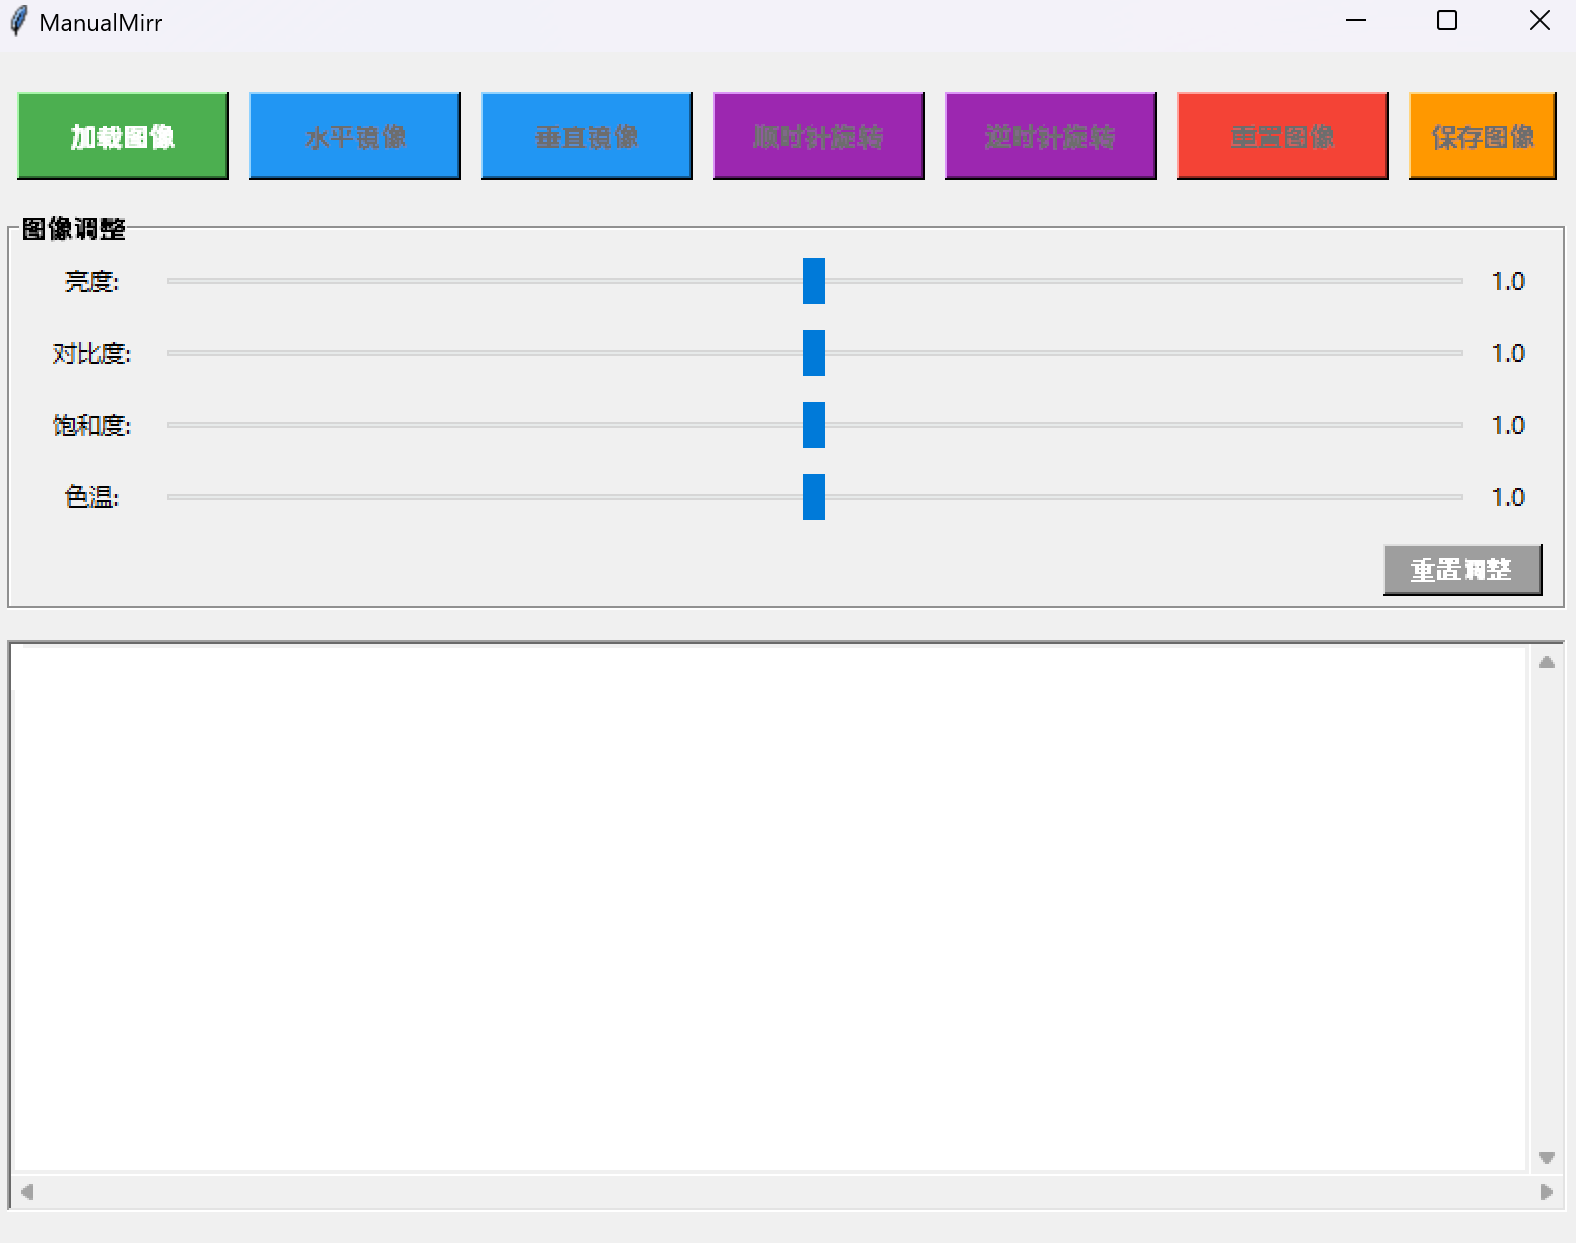 ManualMirr
加载图像 水平镜像 垂直镜像 顺时针旋转 逆时针旋转 重置图像 保存图像
图像调整
亮度: 1.0
对比度: 1.0
饱和度: 1.0
色温: 1.0
重置调整